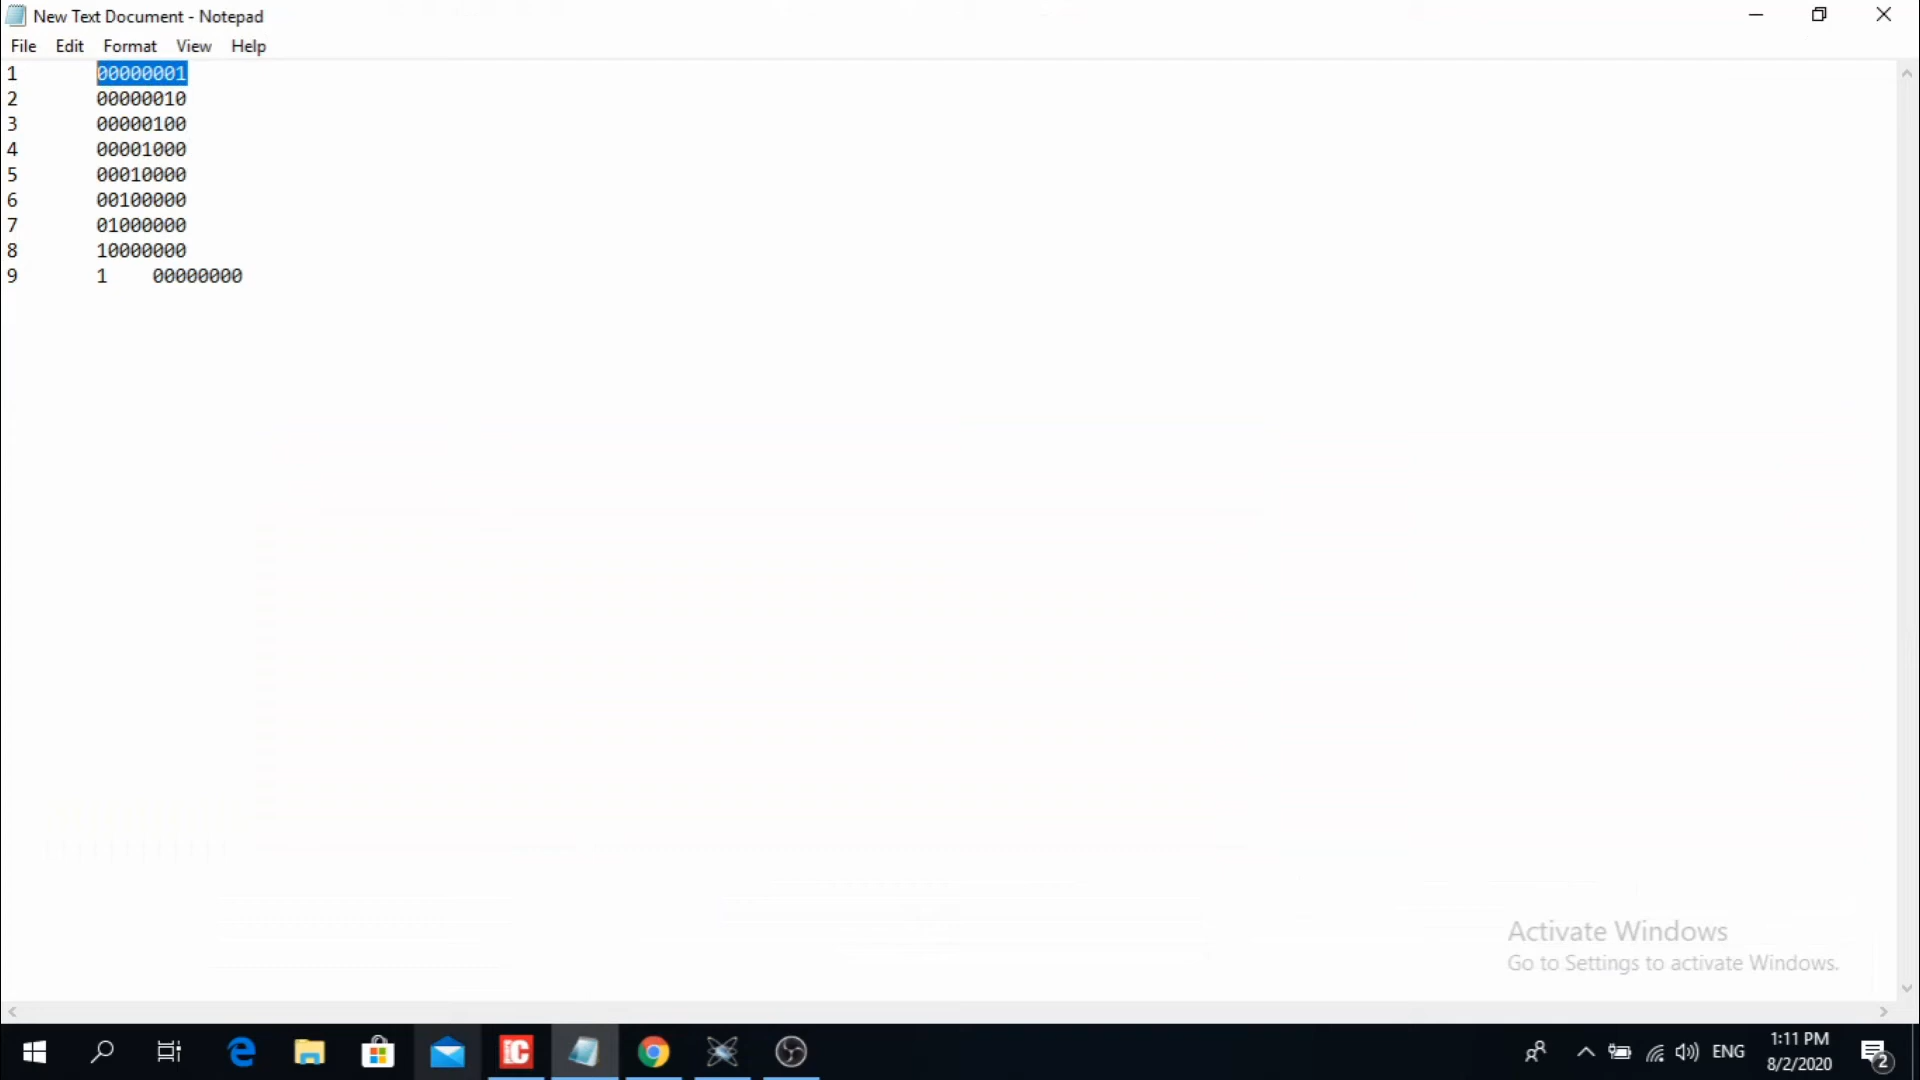 New Text Document - Notepad
File Edit Format View Help
1 00000001
2 00000010
3 00000100
4 00001000
5 00010000
6 00100000
7 01000000
8 10000000
9 1 00000000
Activate Windows
Go to Settings to activate Windows.
IC
ENG
1:11 PM
8/2/2020
2